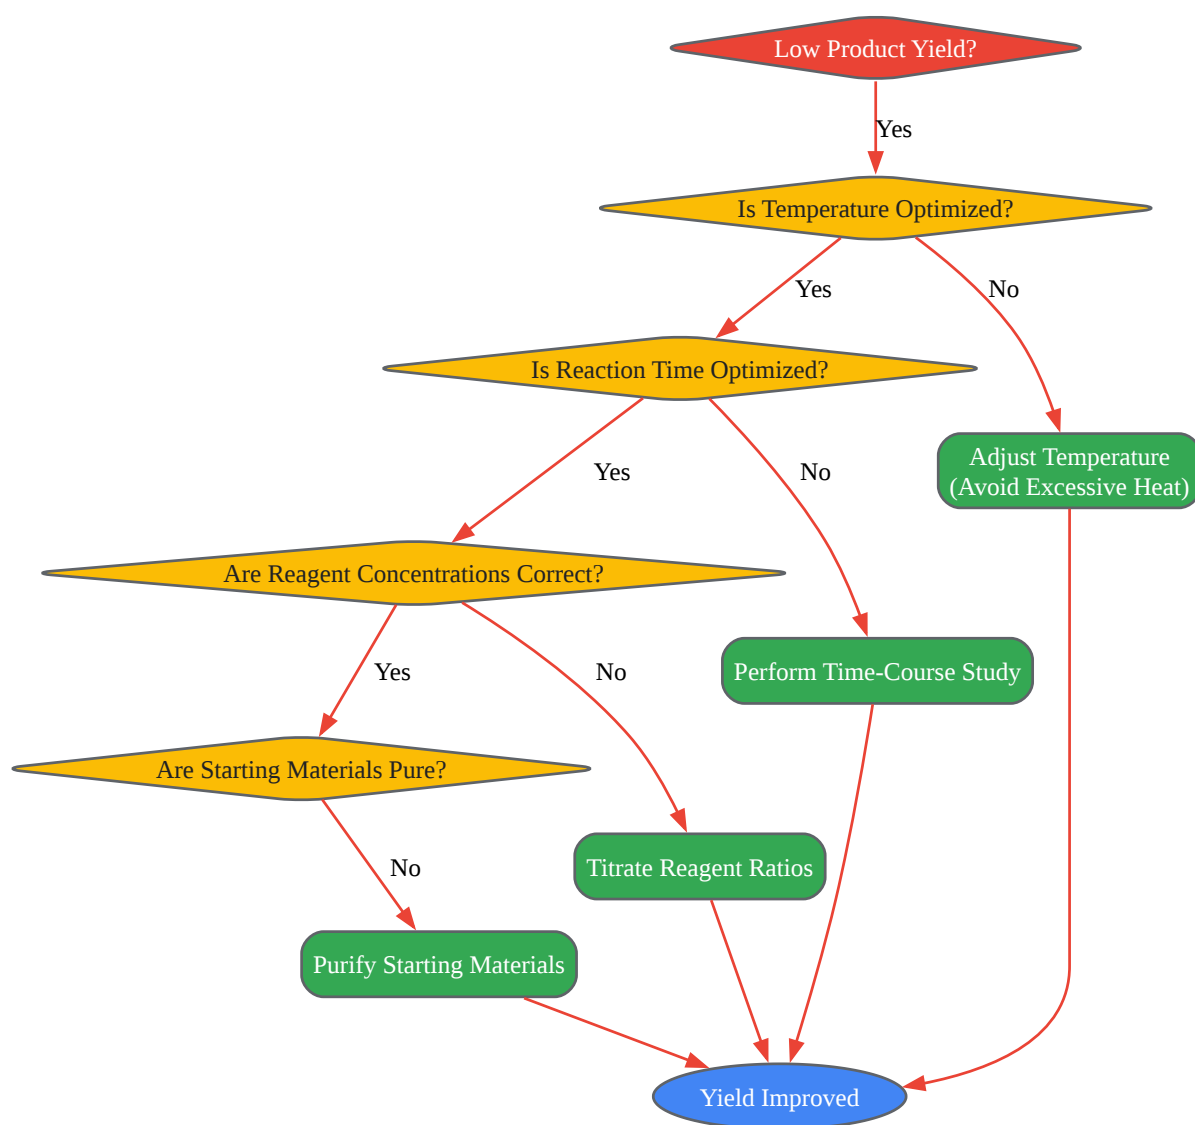 Low Product Yield?
Yes
Is Temperature Optimized?
Yes
No
Is Reaction Time Optimized?
Yes
No
Adjust Temperature
(Avoid Excessive Heat)
Are Reagent Concentrations Correct?
Yes
No
Perform Time-Course Study
Are Starting Materials Pure?
No
Titrate Reagent Ratios
Purify Starting Materials
Yield Improved